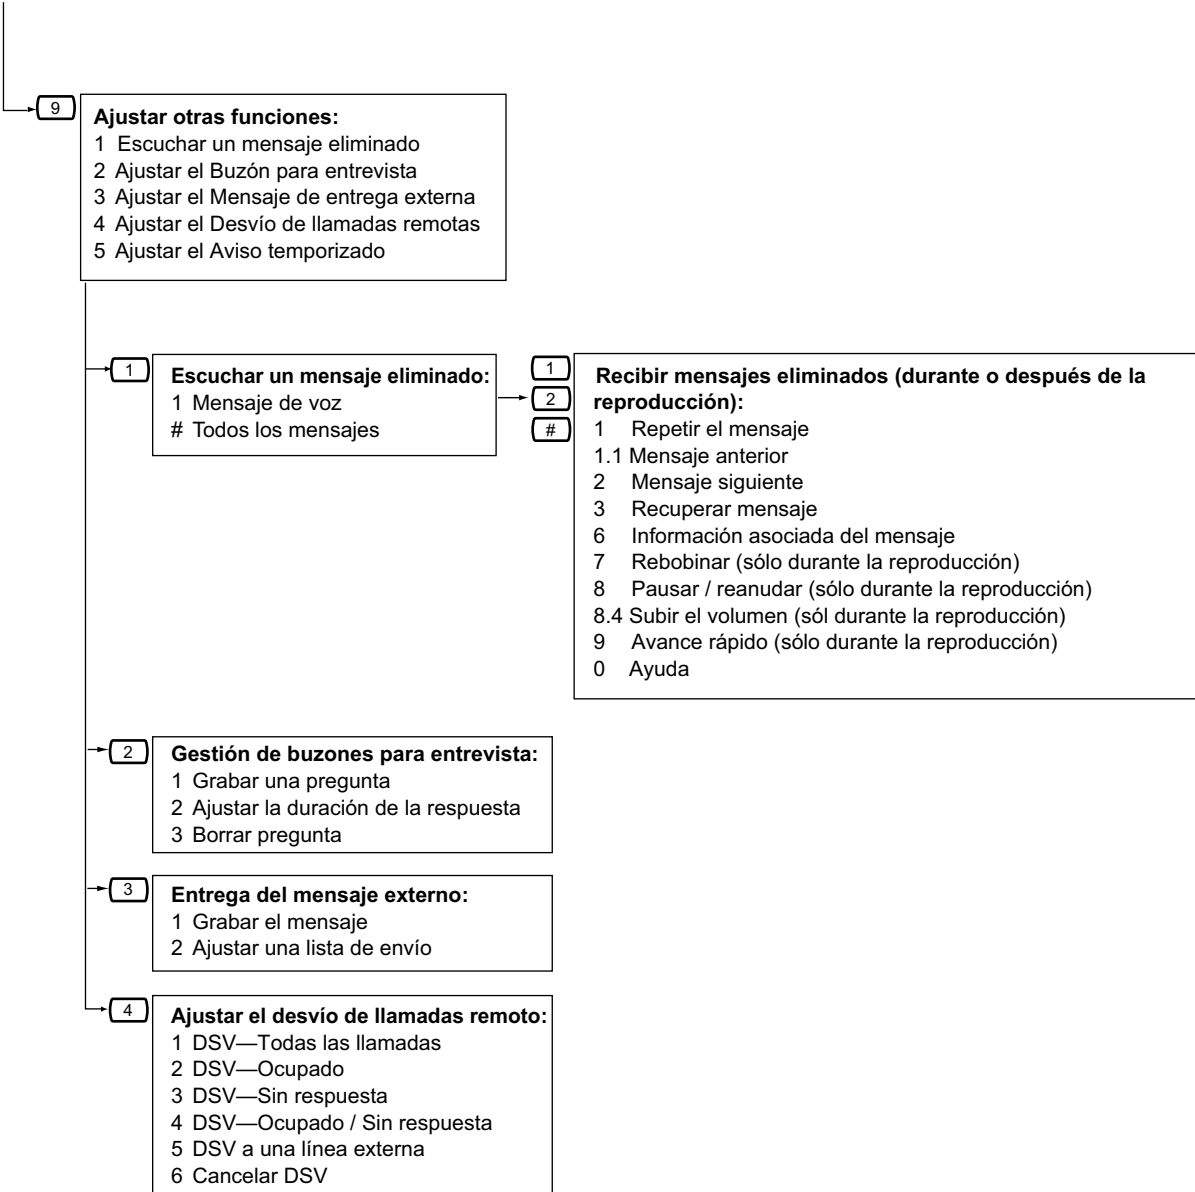 9
Ajustar otras funciones:
1 Escuchar un mensaje eliminado
2 Ajustar el Buzón para entrevista
3 Ajustar el Mensaje de entrega externa
4 Ajustar el Desvío de llamadas remotas
5 Ajustar el Aviso temporizado
1
Escuchar un mensaje eliminado:
1 Mensaje de voz
# Todos los mensajes
1
2
#
Recibir mensajes eliminados (durante o después de la
reproducción):
1 Repetir el mensaje
1.1 Mensaje anterior
2 Mensaje siguiente
3 Recuperar mensaje
6 Información asociada del mensaje
7 Rebobinar (sólo durante la reproducción)
8 Pausar / reanudar (sólo durante la reproducción)
8.4 Subir el volumen (sól durante la reproducción)
9 Avance rápido (sólo durante la reproducción)
0 Ayuda
2
Gestión de buzones para entrevista:
1 Grabar una pregunta
2 Ajustar la duración de la respuesta
3 Borrar pregunta
3
Entrega del mensaje externo:
1 Grabar el mensaje
2 Ajustar una lista de envío
4
Ajustar el desvío de llamadas remoto:
1 DSV—Todas las llamadas
2 DSV—Ocupado
3 DSV—Sin respuesta
4 DSV—Ocupado / Sin respuesta
5 DSV a una línea externa
6 Cancelar DSV